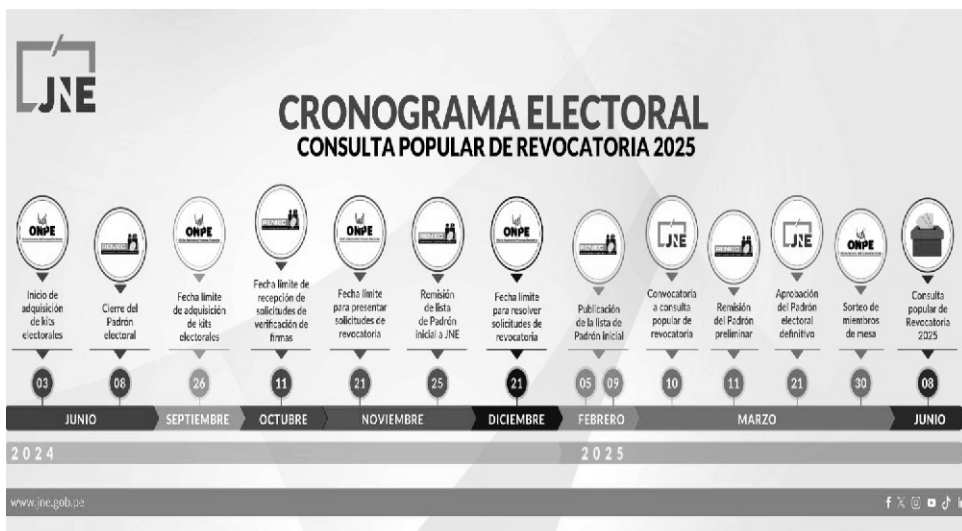 JNE
CRONOGRAMA ELECTORAL
CONSULTA POPULAR DE REVOCATORIA 2025
ONPE
RENIEC
ONPE
RENIEC
ONPE
RENIEC
ONPE
RENIEC
JNE
RENIEC
JNE
ONPE
Inicio de
adquisición
de kits
electorales
Cierre del
Padrón
electoral
Fecha límite
de adquisición
de kits
electorales
Fecha límite de
recepción de
solicitudes de
verificación de
firmas
Fecha límite
para presentar
solicitudes de
revocatoria
Remisión
de lista
de Padrón
inicial a JNE
Fecha límite
para resolver
solicitudes de
revocatoria
Publicación
de la lista de
Padrón inicial
Convocatoria
a consulta
popular de
revocatoria
Remisión
del Padrón
preliminar
Aprobación
del Padrón
electoral
definitivo
Sorteo de
miembros
de mesa
Consulta
popular de
Revocatoria
2025
03 08 26 11 21 25 21 05 09 10 11 21 30 08
JUNIO SEPTIEMBRE OCTUBRE NOVIEMBRE DICIEMBRE FEBRERO MARZO JUNIO
2024 2025
www.jne.gob.pe